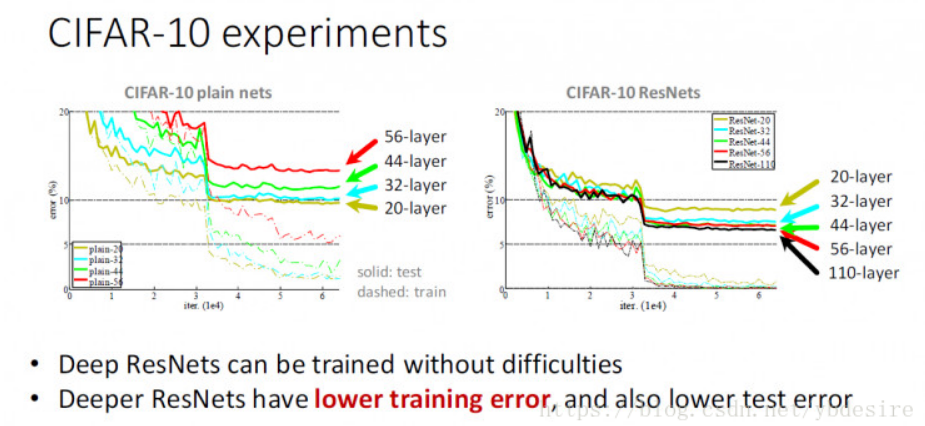 CIFAR-10 experiments
CIFAR-10 plain nets
20
10
5
0
error (%)
plain-20
plain-32
plain-44
plain-56
0 1 2 3 4 5 6
iter. (1e4)
56-layer
44-layer
32-layer
20-layer
solid: test
dashed: train
CIFAR-10 ResNets
20
10
5
0
error (%)
ResNet-20
ResNet-32
ResNet-44
ResNet-56
ResNet-110
0 1 2 3 4 5 6
iter. (1e4)
20-layer
32-layer
44-layer
56-layer
110-layer
• Deep ResNets can be trained without difficulties
• Deeper ResNets have lower training error, and also lower test error
https://blog.csdn.net/ybdesire